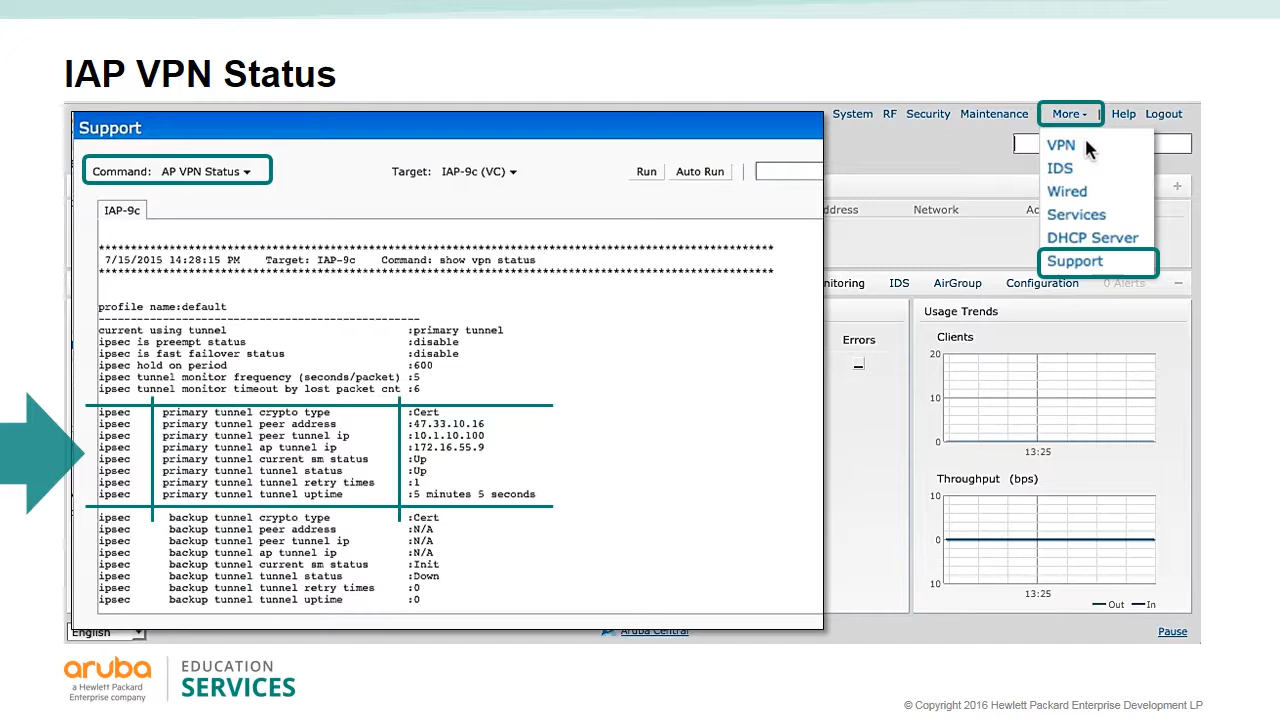 IAP VPN Status
System RF Security Maintenance More Help Logout
Support
VPN
IDS
Wired
Services
DHCP Server
Support
Command: AP VPN Status Target: IAP-9c (VC) Run Auto Run
IAP-9c
Network
*******************************************************************************
7/15/2015 14:28:15 PM Target: IAP-9c Command: show vpn status
*******************************************************************************
profile name:default
--------------------------------------------------
current using tunnel :primary tunnel
ipsec is preempt status :disable
ipsec is fast failover status :disable
ipsec hold on period :600
ipsec tunnel monitor frequency (seconds/packet) :5
ipsec tunnel monitor timeout by lost packet cnt :6
ipsec primary tunnel crypto type :Cert
ipsec primary tunnel peer address :47.33.10.16
ipsec primary tunnel peer tunnel ip :10.1.10.100
ipsec primary tunnel ap tunnel ip :172.16.55.9
ipsec primary tunnel current sm status :Up
ipsec primary tunnel tunnel status :Up
ipsec primary tunnel tunnel retry times :1
ipsec primary tunnel tunnel uptime :5 minutes 5 seconds
ipsec backup tunnel crypto type :Cert
ipsec backup tunnel peer address :N/A
ipsec backup tunnel peer tunnel ip :N/A
ipsec backup tunnel ap tunnel ip :N/A
ipsec backup tunnel current sm status :Init
ipsec backup tunnel tunnel status :Down
ipsec backup tunnel tunnel retry times :0
ipsec backup tunnel tunnel uptime :0
ddress Network Ac
nitoring IDS AirGroup Configuration 0 Alerts
Errors
Usage Trends
Clients
20
10
0
13:25
Throughput (bps)
10
0
10
13:25
Out In
English
Aruba Central
Pause
aruba
a Hewlett Packard
Enterprise company
EDUCATION
SERVICES
© Copyright 2016 Hewlett Packard Enterprise Development LP